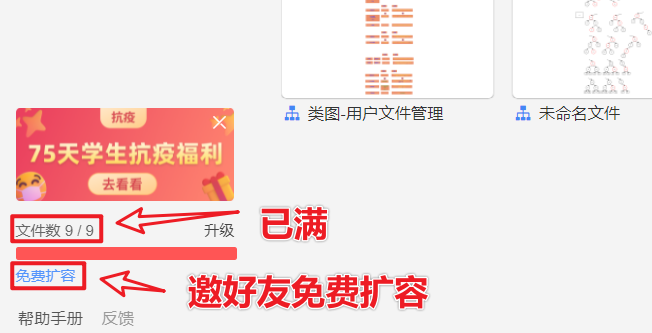 类图-用户文件管理
未命名文件
抗疫
75天学生抗疫福利
去看看
文件数 9 / 9
升级
已满
免费扩容
邀好友免费扩容
帮助手册
反馈